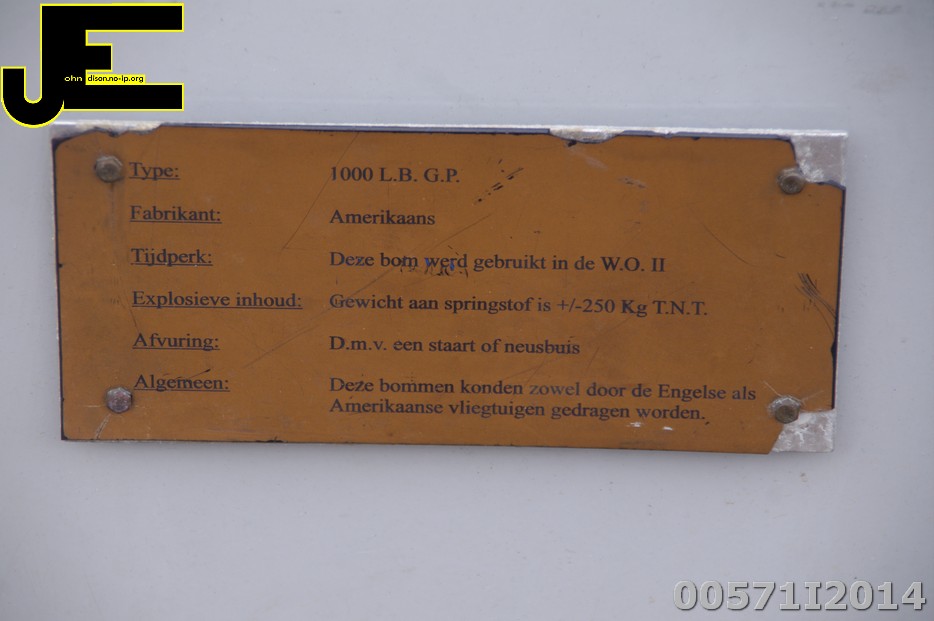 JE
ohn dison.no-ip.org
Type: 1000 L.B. G.P.
Fabrikant: Amerikaans
Tijdperk: Deze bom werd gebruikt in de W.O. II
Explosieve inhoud: Gewicht aan springstof is +/-250 Kg T.N.T.
Afvuring: D.m.v. een staart of neusbuis
Algemeen: Deze bommen konden zowel door de Engelse als
Amerikaanse vliegtuigen gedragen worden.
00571I2014